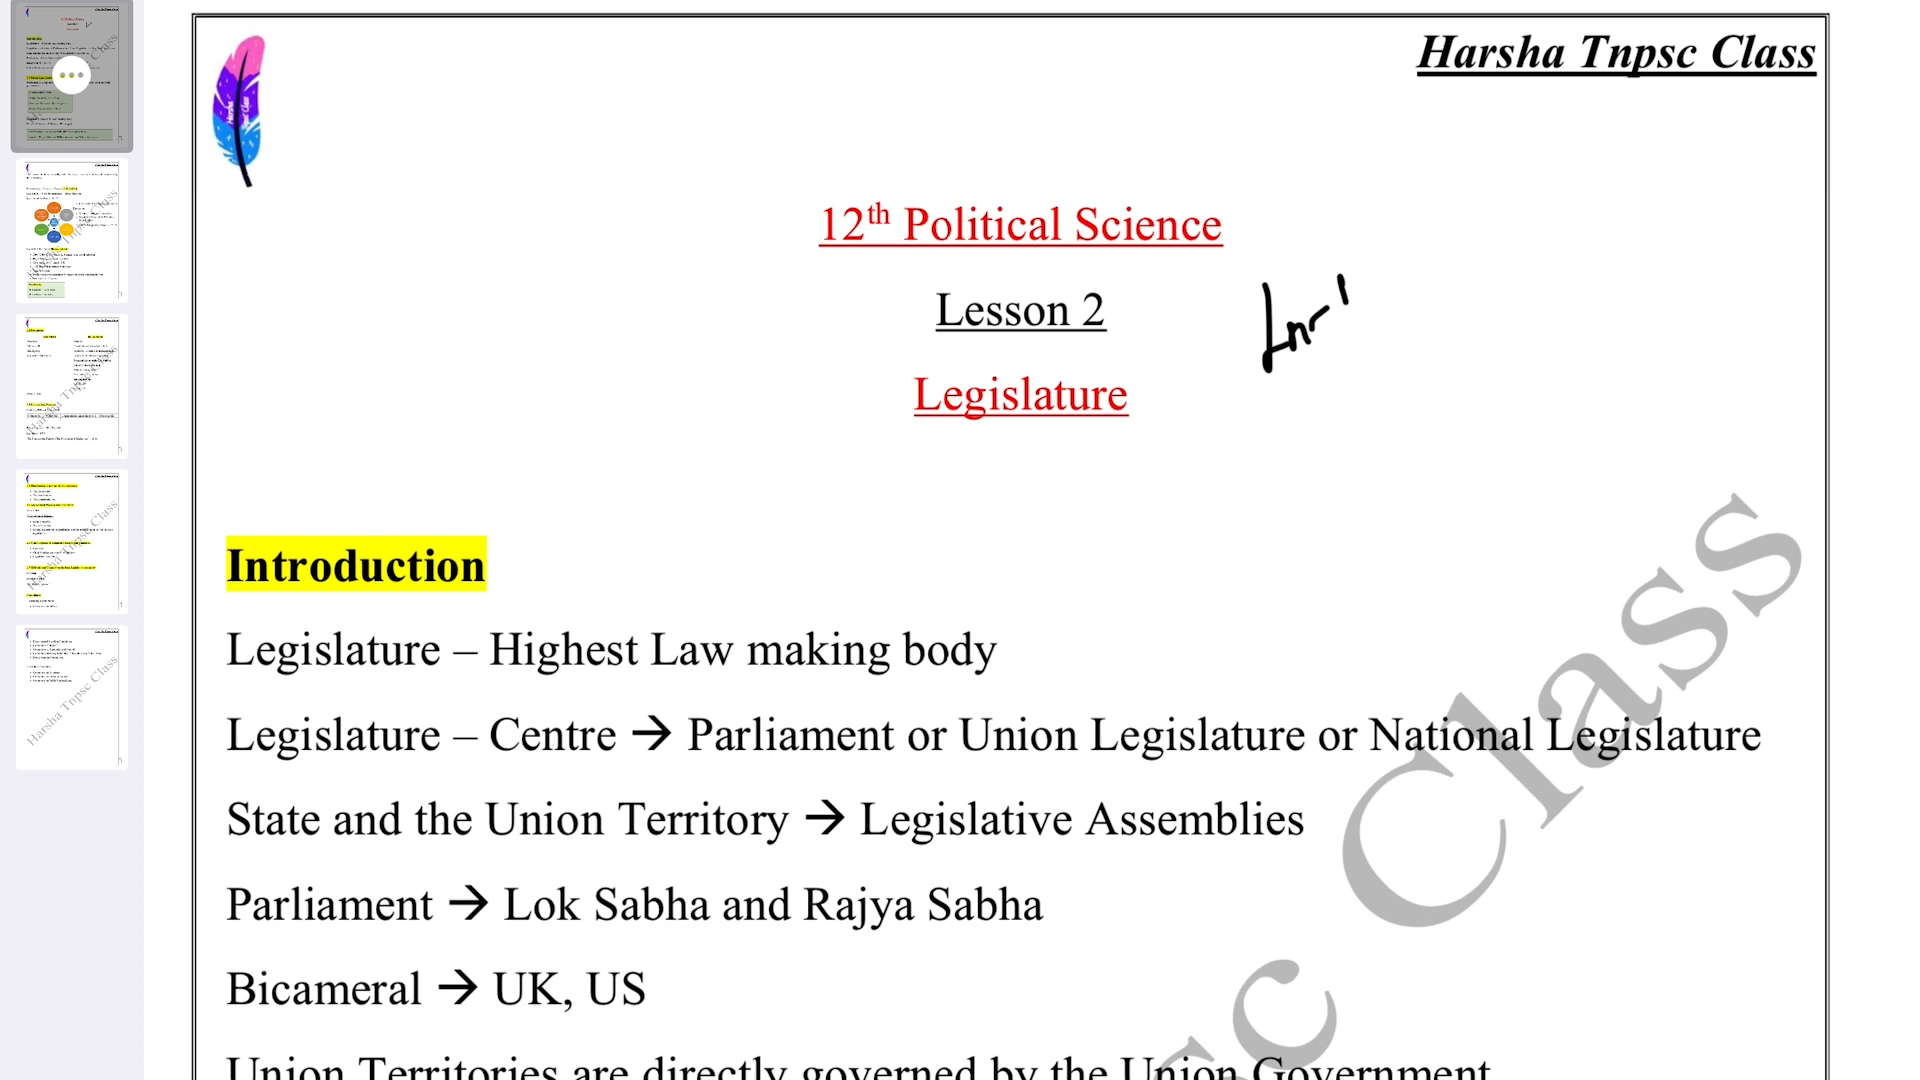 Harsha Tnpsc Class
12th Political Science
Lesson 2
Legislature
Introduction
Legislature – Highest Law making body
Legislature – Centre → Parliament or Union Legislature or National Legislature
State and the Union Territory → Legislative Assemblies
Parliament → Lok Sabha and Rajya Sabha
Bicameral → UK, US
Union Territories are directly governed by the Union Government
Class